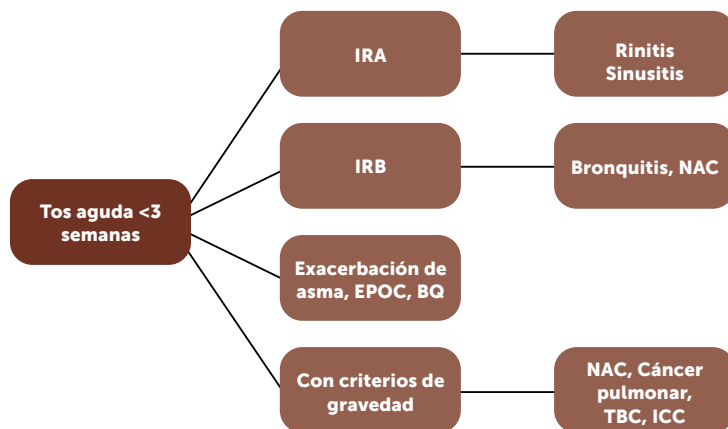 IRA
Rinitis
Sinusitis
IRB
Bronquitis, NAC
Tos aguda <3
semanas
Exacerbación de
asma, EPOC, BQ
Con criterios de
gravedad
NAC, Cáncer
pulmonar,
TBC, ICC